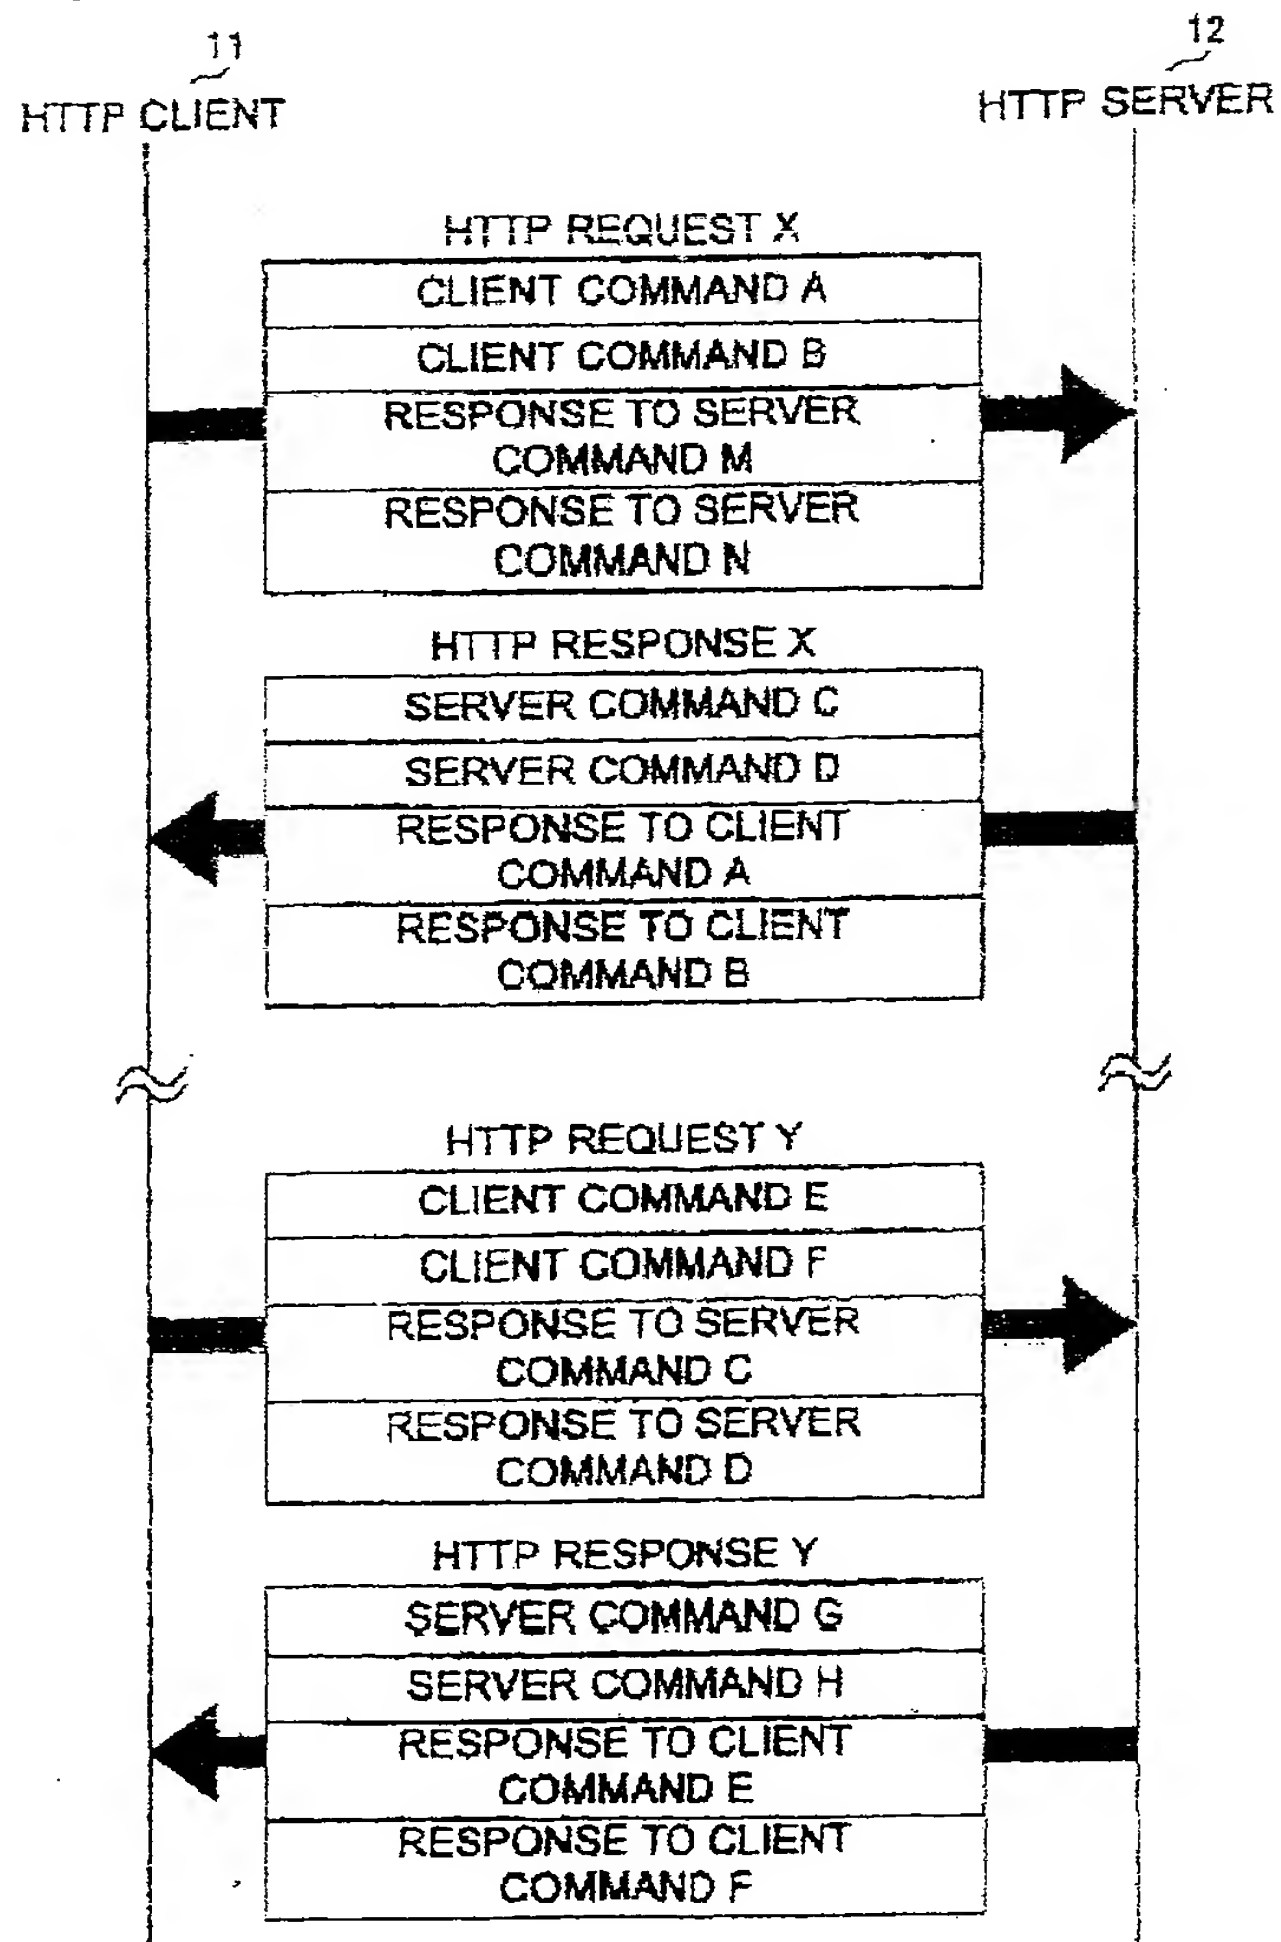 11
12
HTTP CLIENT
HTTP SERVER
HTTP REQUEST X
CLIENT COMMAND A
CLIENT COMMAND B
RESPONSE TO SERVER
COMMAND M
RESPONSE TO SERVER
COMMAND N
HTTP RESPONSE X
SERVER COMMAND C
SERVER COMMAND D
RESPONSE TO CLIENT
COMMAND A
RESPONSE TO CLIENT
COMMAND B
HTTP REQUEST Y
CLIENT COMMAND E
CLIENT COMMAND F
RESPONSE TO SERVER
COMMAND C
RESPONSE TO SERVER
COMMAND D
HTTP RESPONSE Y
SERVER COMMAND G
SERVER COMMAND H
RESPONSE TO CLIENT
COMMAND E
RESPONSE TO CLIENT
COMMAND F